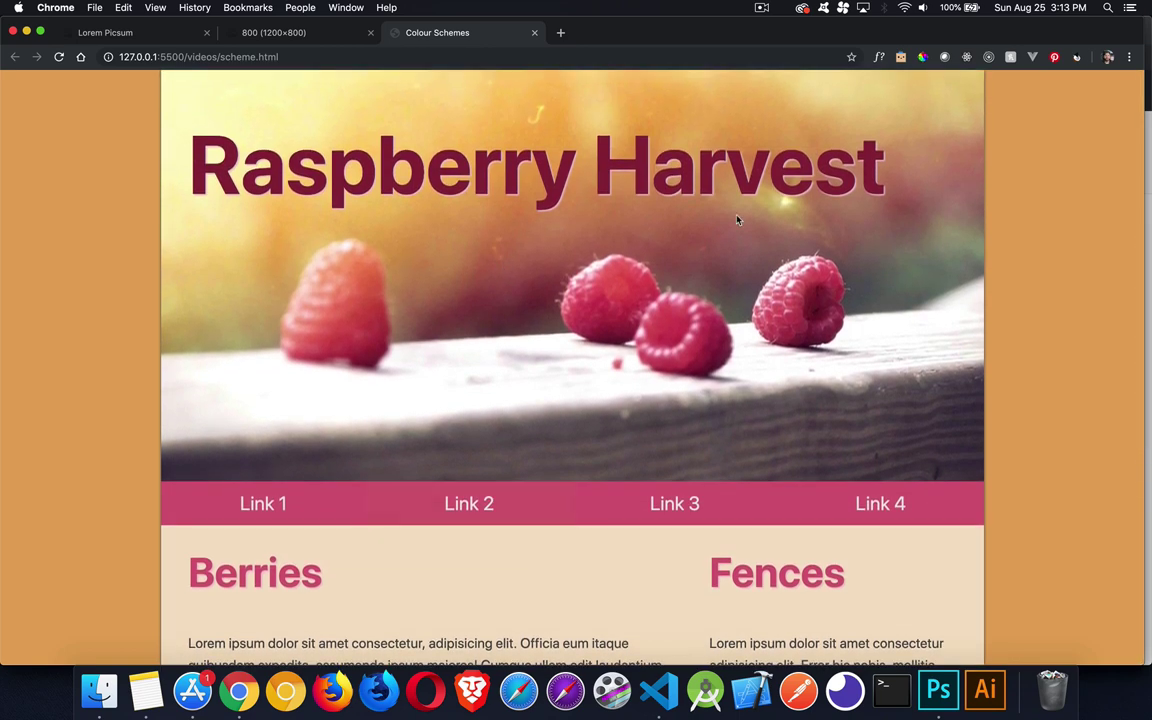 Chrome File Edit View History Bookmarks People Window Help 100% Sun Aug 25 3:13 PM
Lorem Picsum 800 (1200×800) Colour Schemes
127.0.0.1:5500/videos/scheme.html f?
Raspberry Harvest
Link 1 Link 2 Link 3 Link 4
Berries Fences
Lorem ipsum dolor sit amet consectetur, adipisicing elit. Officia eum itaque
Lorem ipsum dolor sit amet consectetur,
1
>_
Ps
Ai